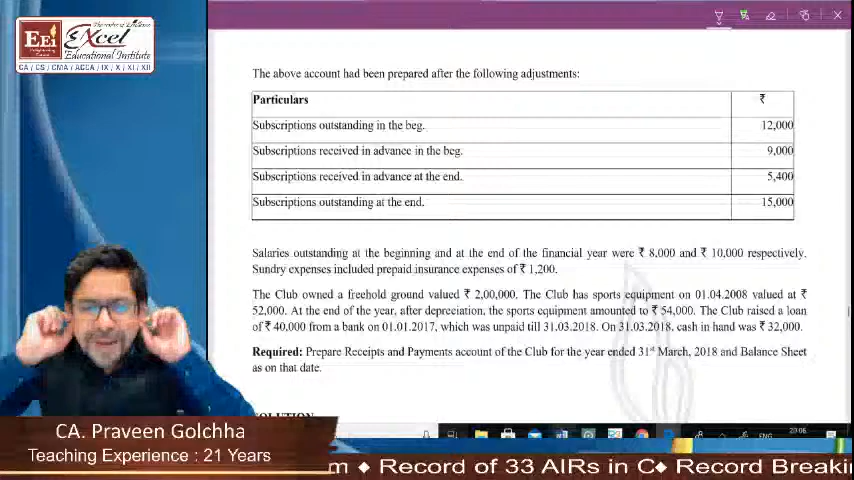 The realm of Excellence
EEi
Excel
Educational Institute
CA / CS / CMA / ACCA / IX / X / XI / XII
The above account had been prepared after the following adjustments:
Particulars ₹
Subscriptions outstanding in the beg. 12,000
Subscriptions received in advance in the beg. 9,000
Subscriptions received in advance at the end. 5,400
Subscriptions outstanding at the end. 15,000
Salaries outstanding at the beginning and at the end of the financial year were ₹ 8,000 and ₹ 10,000 respectively.
Sundry expenses included prepaid insurance expenses of ₹ 1,200.
The Club owned a freehold ground valued ₹ 2,00,000. The Club has sports equipment on 01.04.2008 valued at ₹
52,000. At the end of the year, after depreciation, the sports equipment amounted to ₹ 54,000. The Club raised a loan
of ₹ 40,000 from a bank on 01.01.2017, which was unpaid till 31.03.2018. On 31.03.2018, cash in hand was ₹ 32,000.
Required: Prepare Receipts and Payments account of the Club for the year ended 31st March, 2018 and Balance Sheet
as on that date.
SOLUTION
ENG 20:06
CA. Praveen Golchha
Teaching Experience : 21 Years
m ◆ Record of 33 AIRs in C◆ Record Breaki